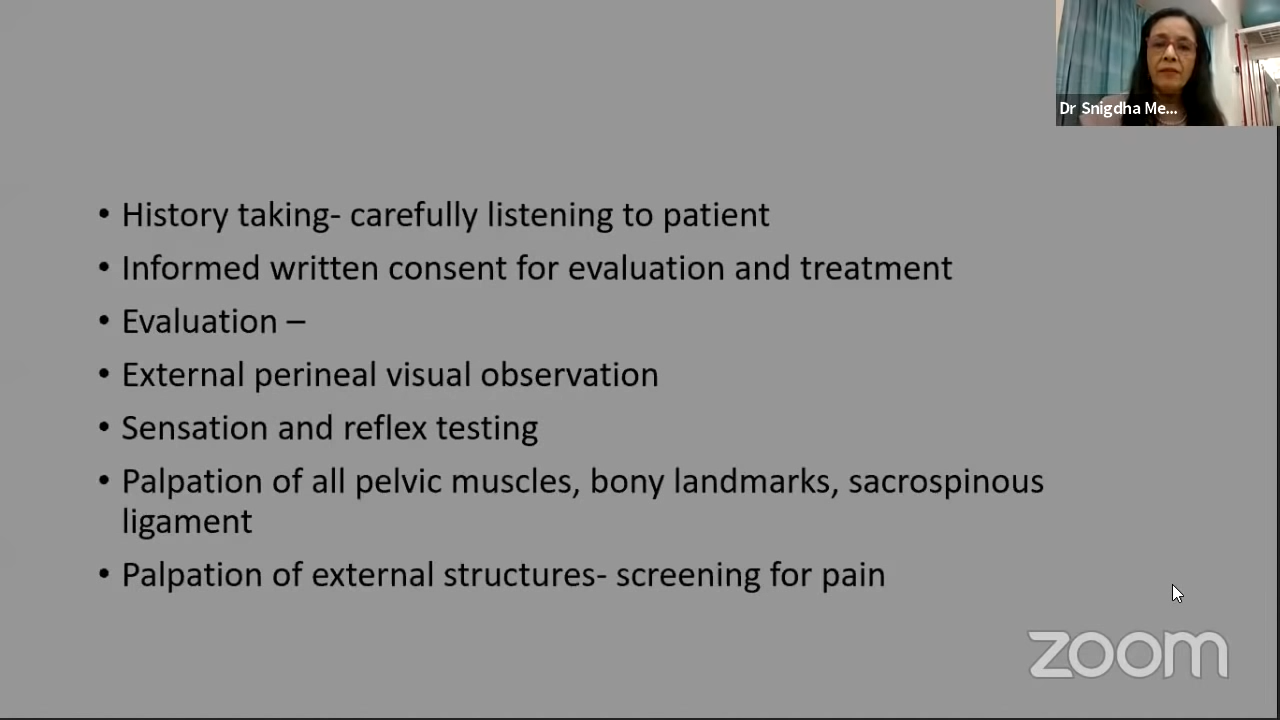 Dr Snigdha Me...
• History taking- carefully listening to patient
• Informed written consent for evaluation and treatment
• Evaluation –
• External perineal visual observation
• Sensation and reflex testing
• Palpation of all pelvic muscles, bony landmarks, sacrospinous
ligament
• Palpation of external structures- screening for pain
zoom